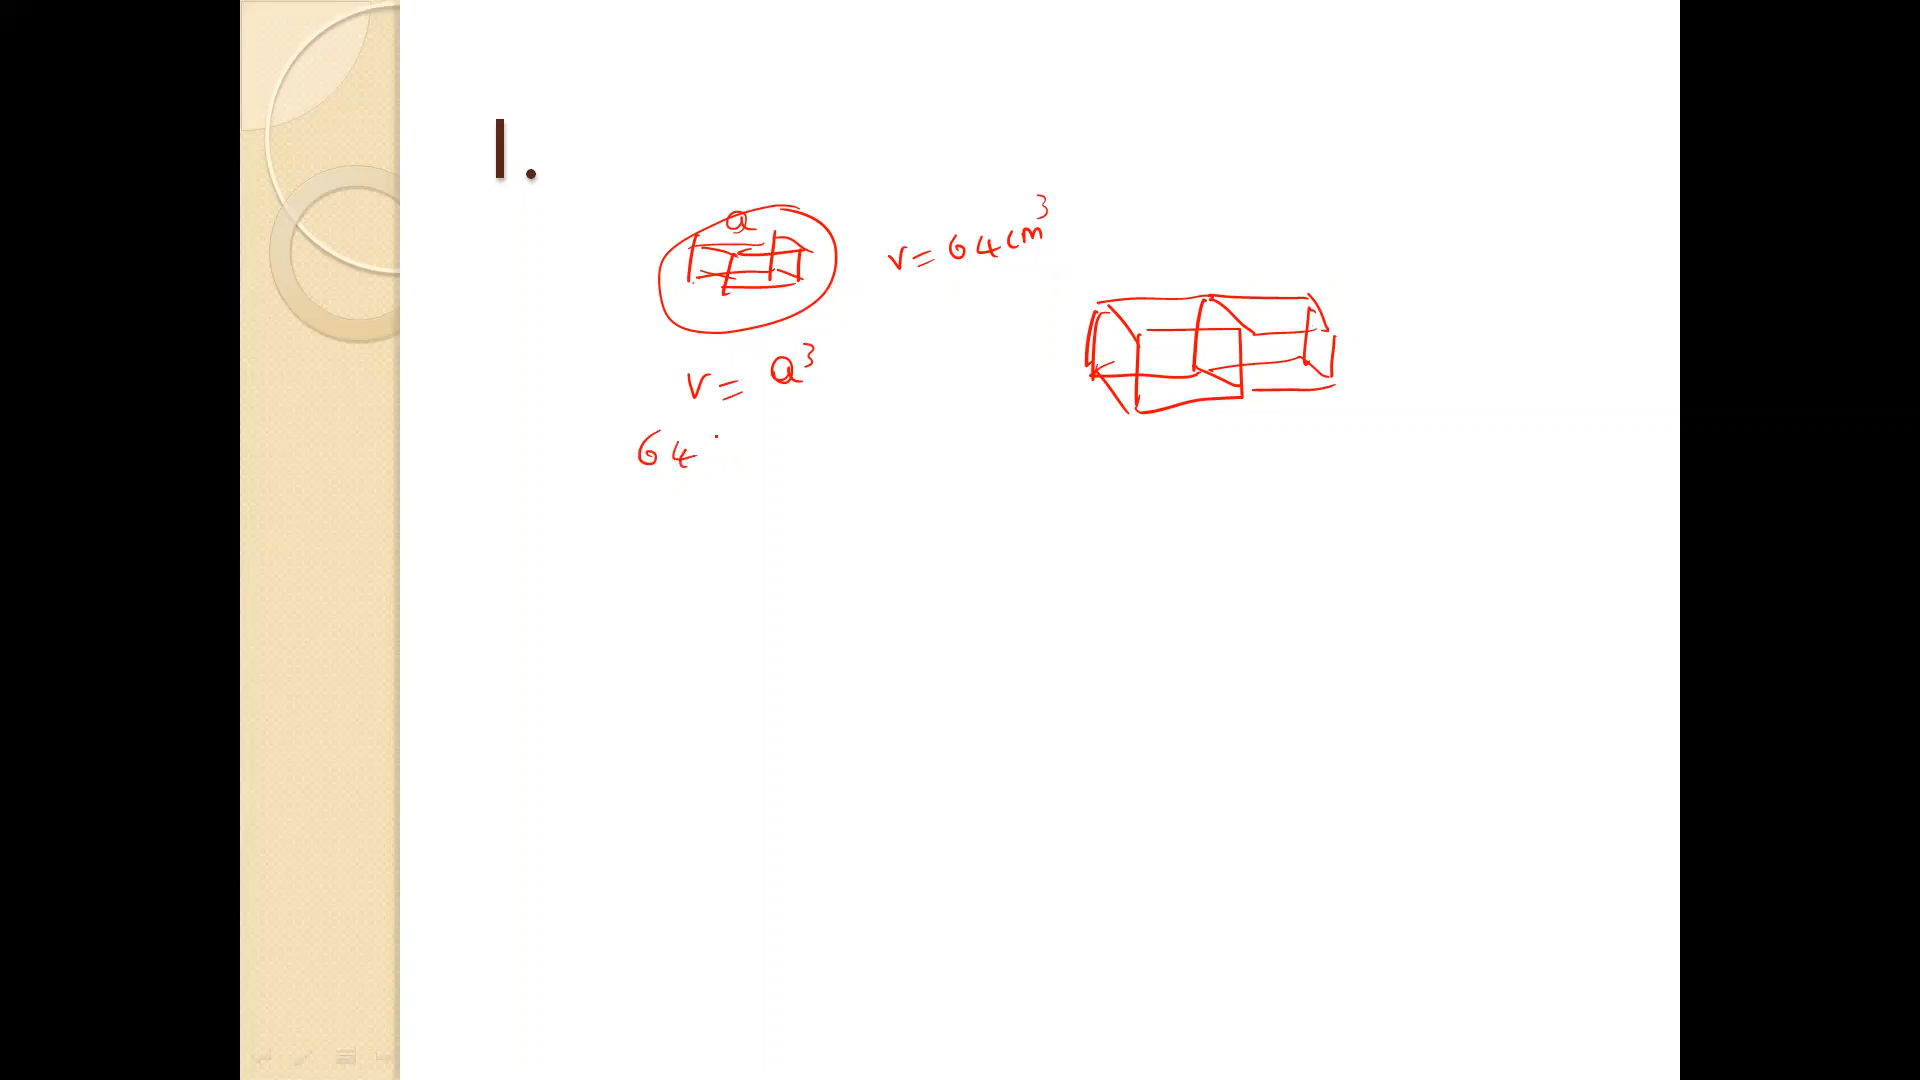 1.
a
v = 64 cm³
v = a³
64